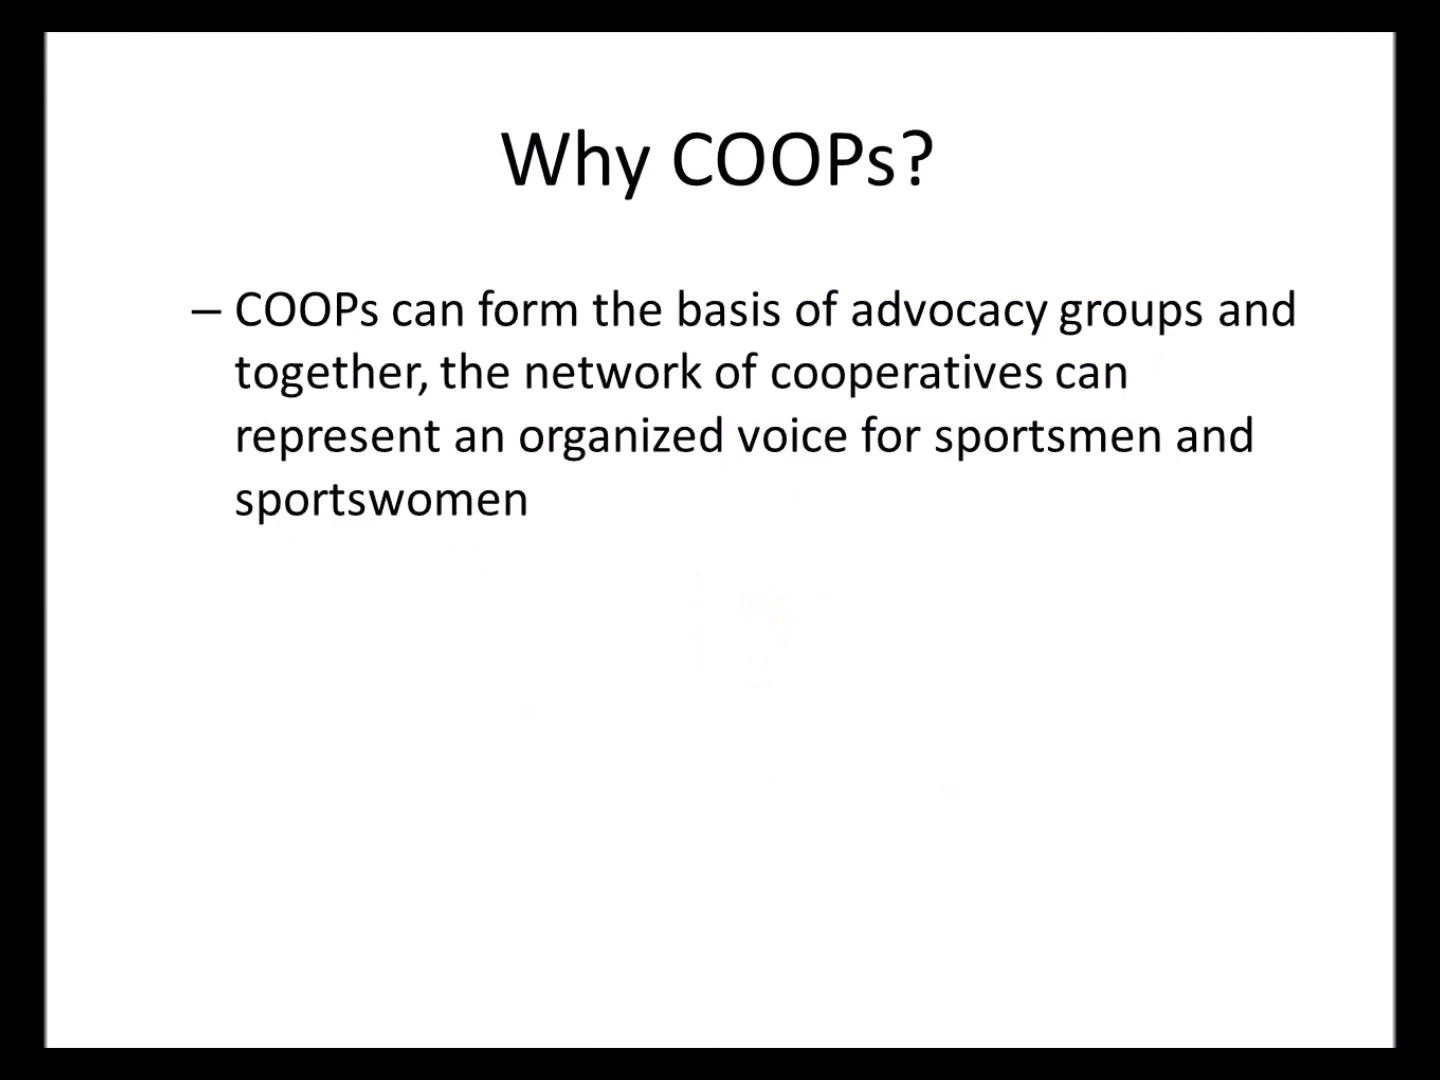 Why COOPs?
– COOPs can form the basis of advocacy groups and
together, the network of cooperatives can
represent an organized voice for sportsmen and
sportswomen